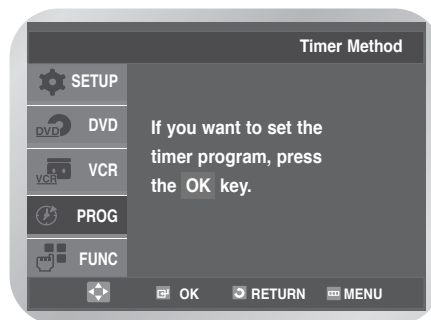 Timer Method
SETUP
DVD DVD
VCR VCR
PROG
FUNC
If you want to set the
timer program, press
the OK key.
OK RETURN MENU